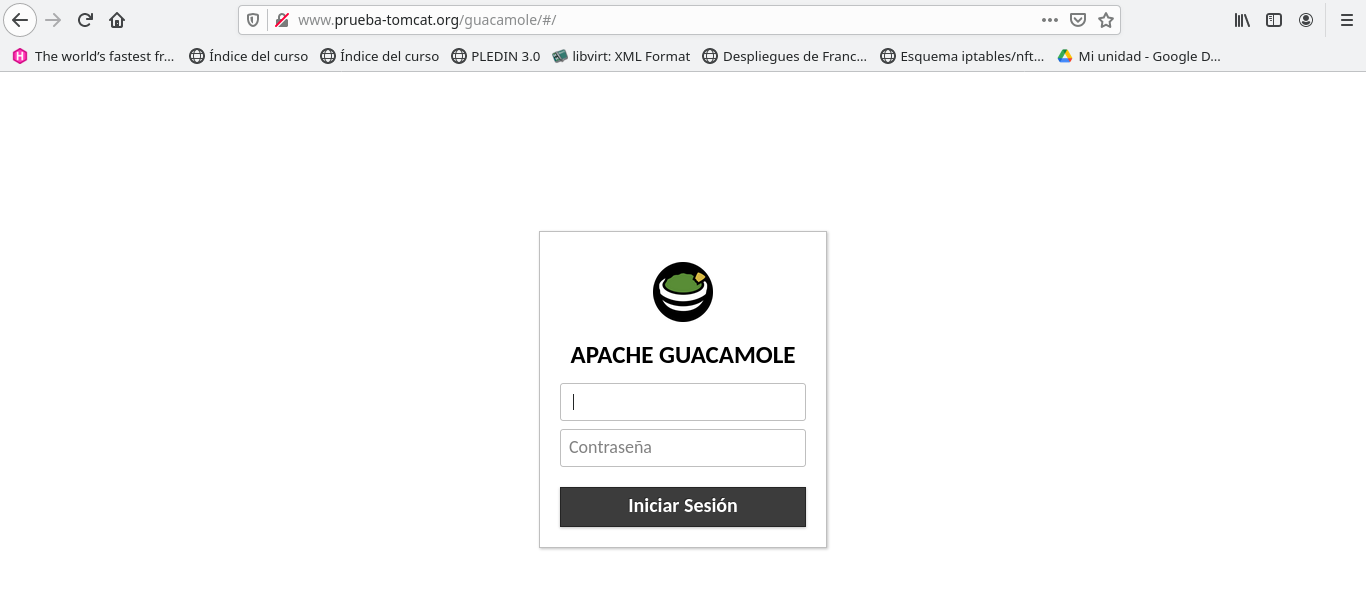 www.prueba-tomcat.org/guacamole/#/
The world's fastest fr... Índice del curso Índice del curso PLEDIN 3.0 libvirt: XML Format Despliegues de Franc... Esquema iptables/nft... Mi unidad - Google D...
APACHE GUACAMOLE
Contraseña
Iniciar Sesión